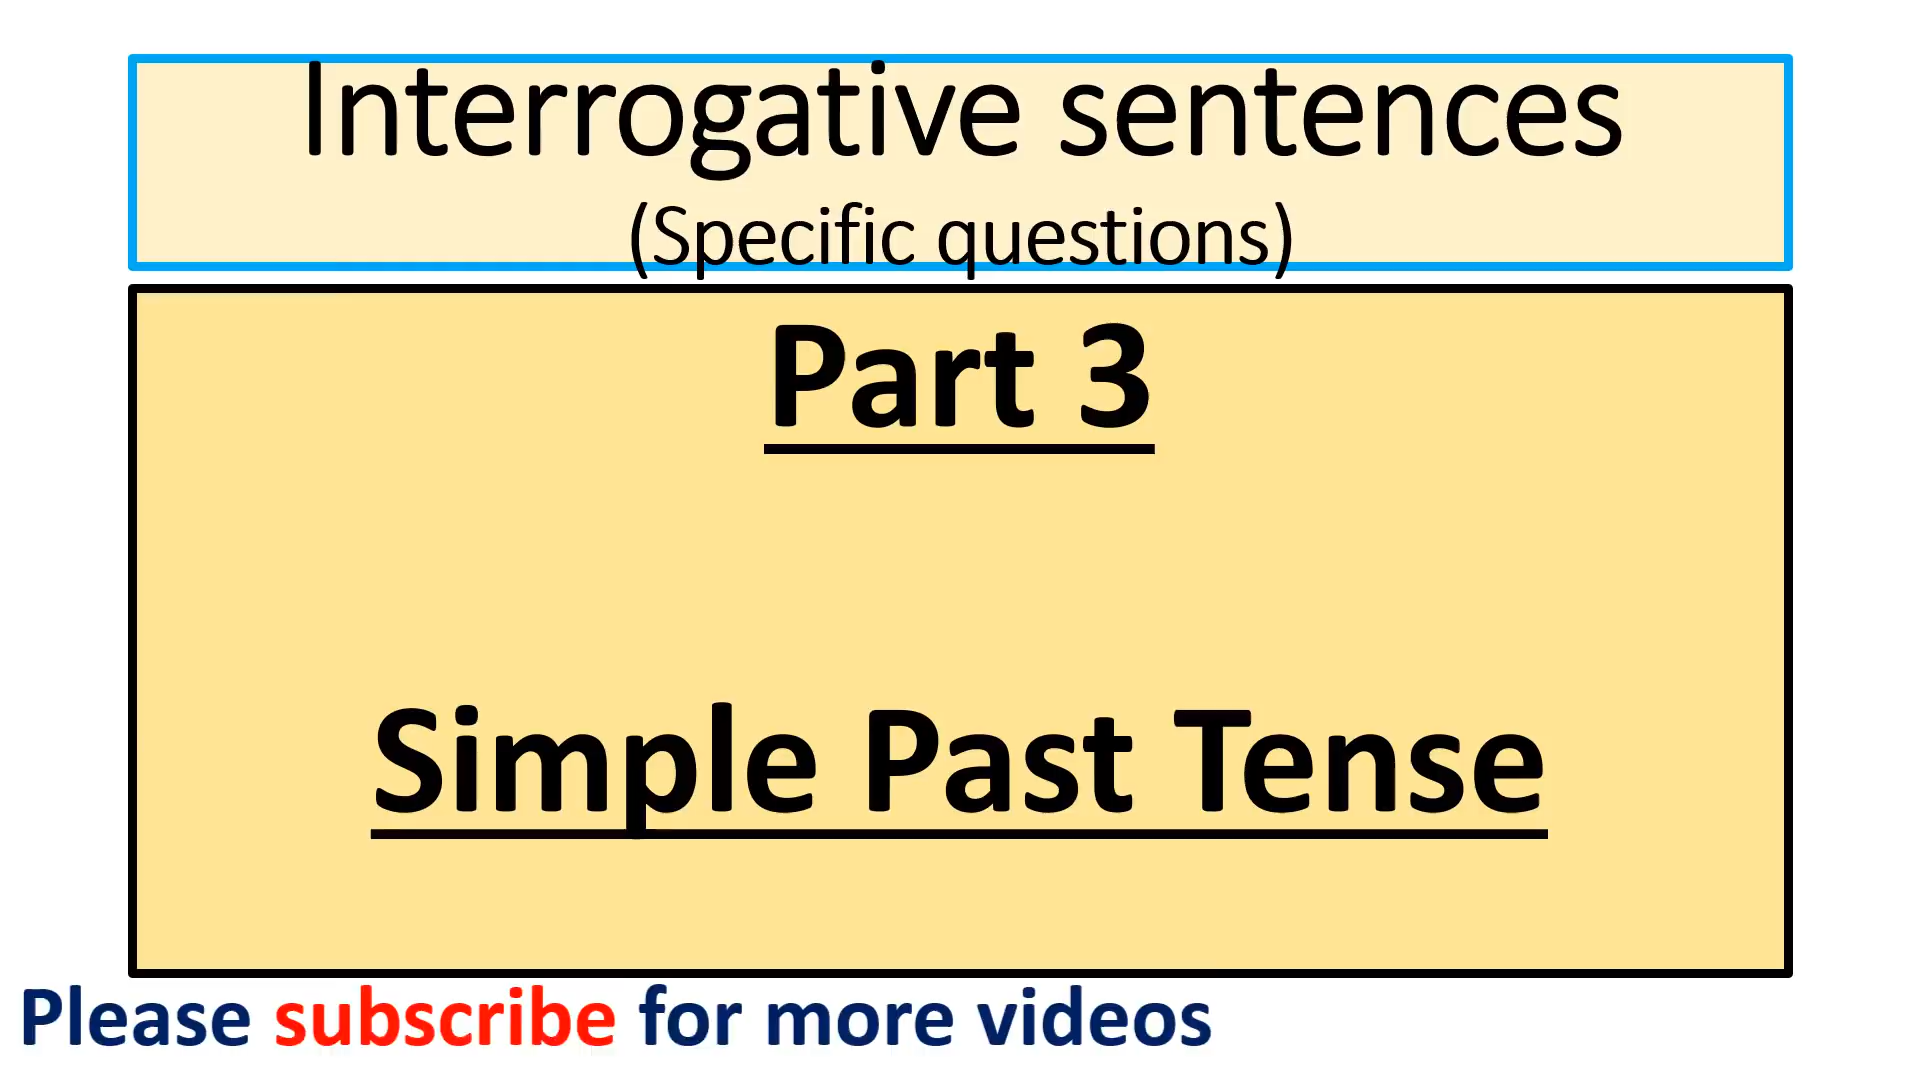 Interrogative sentences
(Specific questions)
Part 3
Simple Past Tense
Please subscribe for more videos